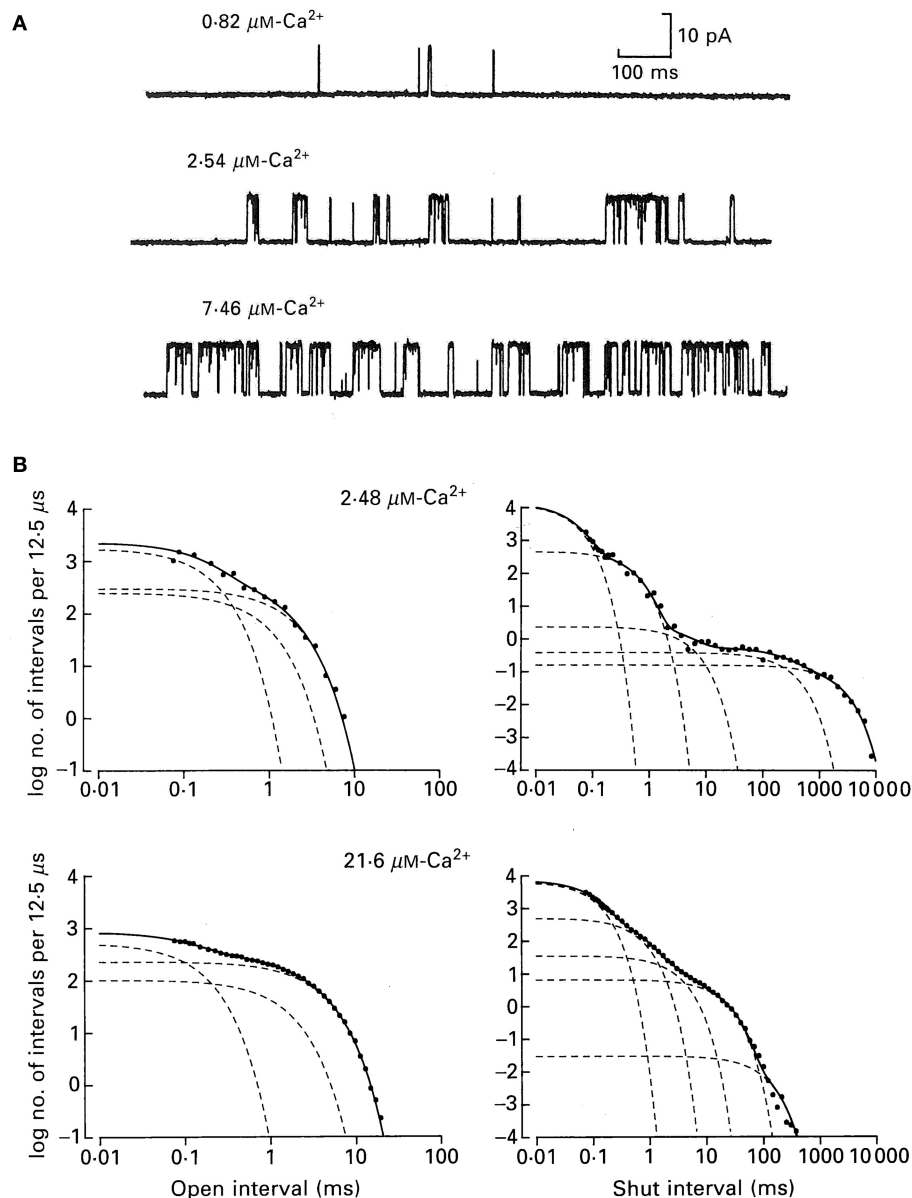 A
0·82 μM-Ca²⁺
10 pA
100 ms
2·54 μM-Ca²⁺
7·46 μM-Ca²⁺
B
2·48 μM-Ca²⁺
log no. of intervals per 12·5 μs
4
3
2
1
0
−1
0·01 0·1 1 10 100
4
3
2
1
0
−1
−2
−3
−4
0·01 0·1 1 10 100 1000 10 000
21·6 μM-Ca²⁺
log no. of intervals per 12·5 μs
4
3
2
1
0
−1
0·01 0·1 1 10 100
Open interval (ms)
4
3
2
1
0
−1
−2
−3
−4
0·01 0·1 1 10 100 1000 10 000
Shut interval (ms)